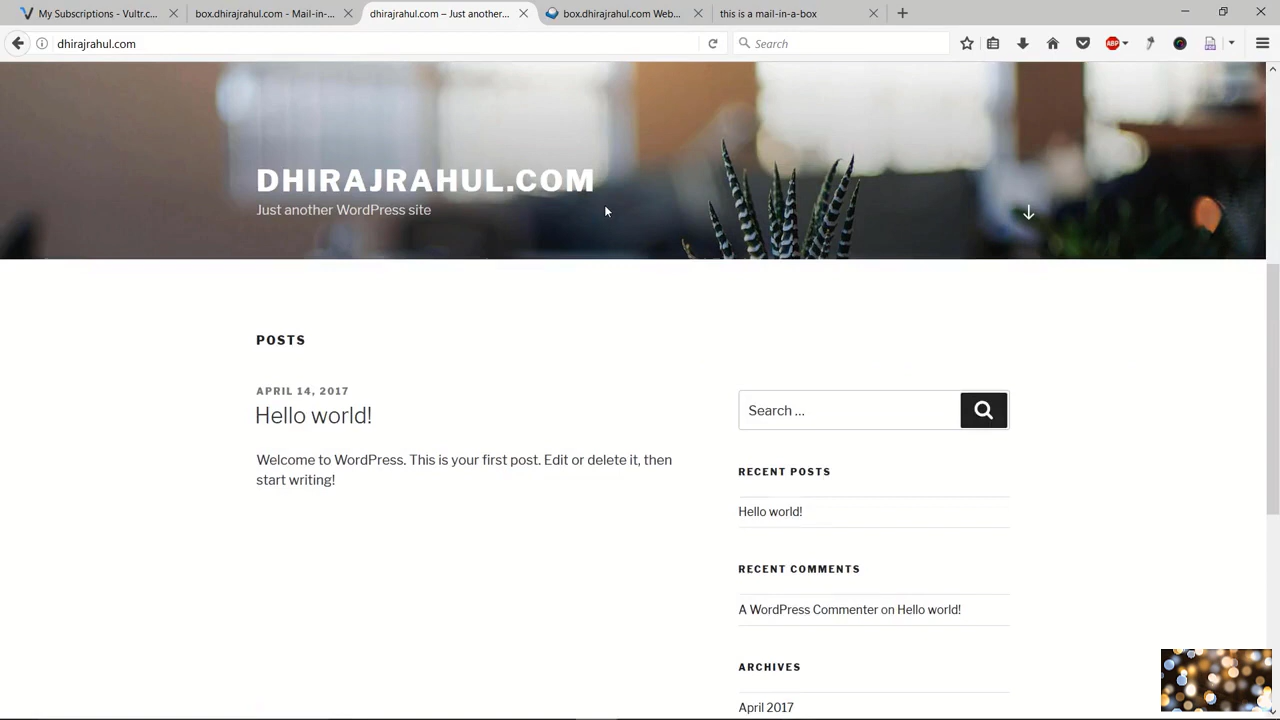 My Subscriptions - Vultr.c...
box.dhirajrahul.com - Mail-in-...
dhirajrahul.com – Just another...
box.dhirajrahul.com Web...
this is a mail-in-a-box
dhirajrahul.com
Search
ABP
DHIRAJRAHUL.COM
Just another WordPress site
POSTS
APRIL 14, 2017
Hello world!
Welcome to WordPress. This is your first post. Edit or delete it, then
start writing!
Search ...
RECENT POSTS
Hello world!
RECENT COMMENTS
A WordPress Commenter on Hello world!
ARCHIVES
April 2017